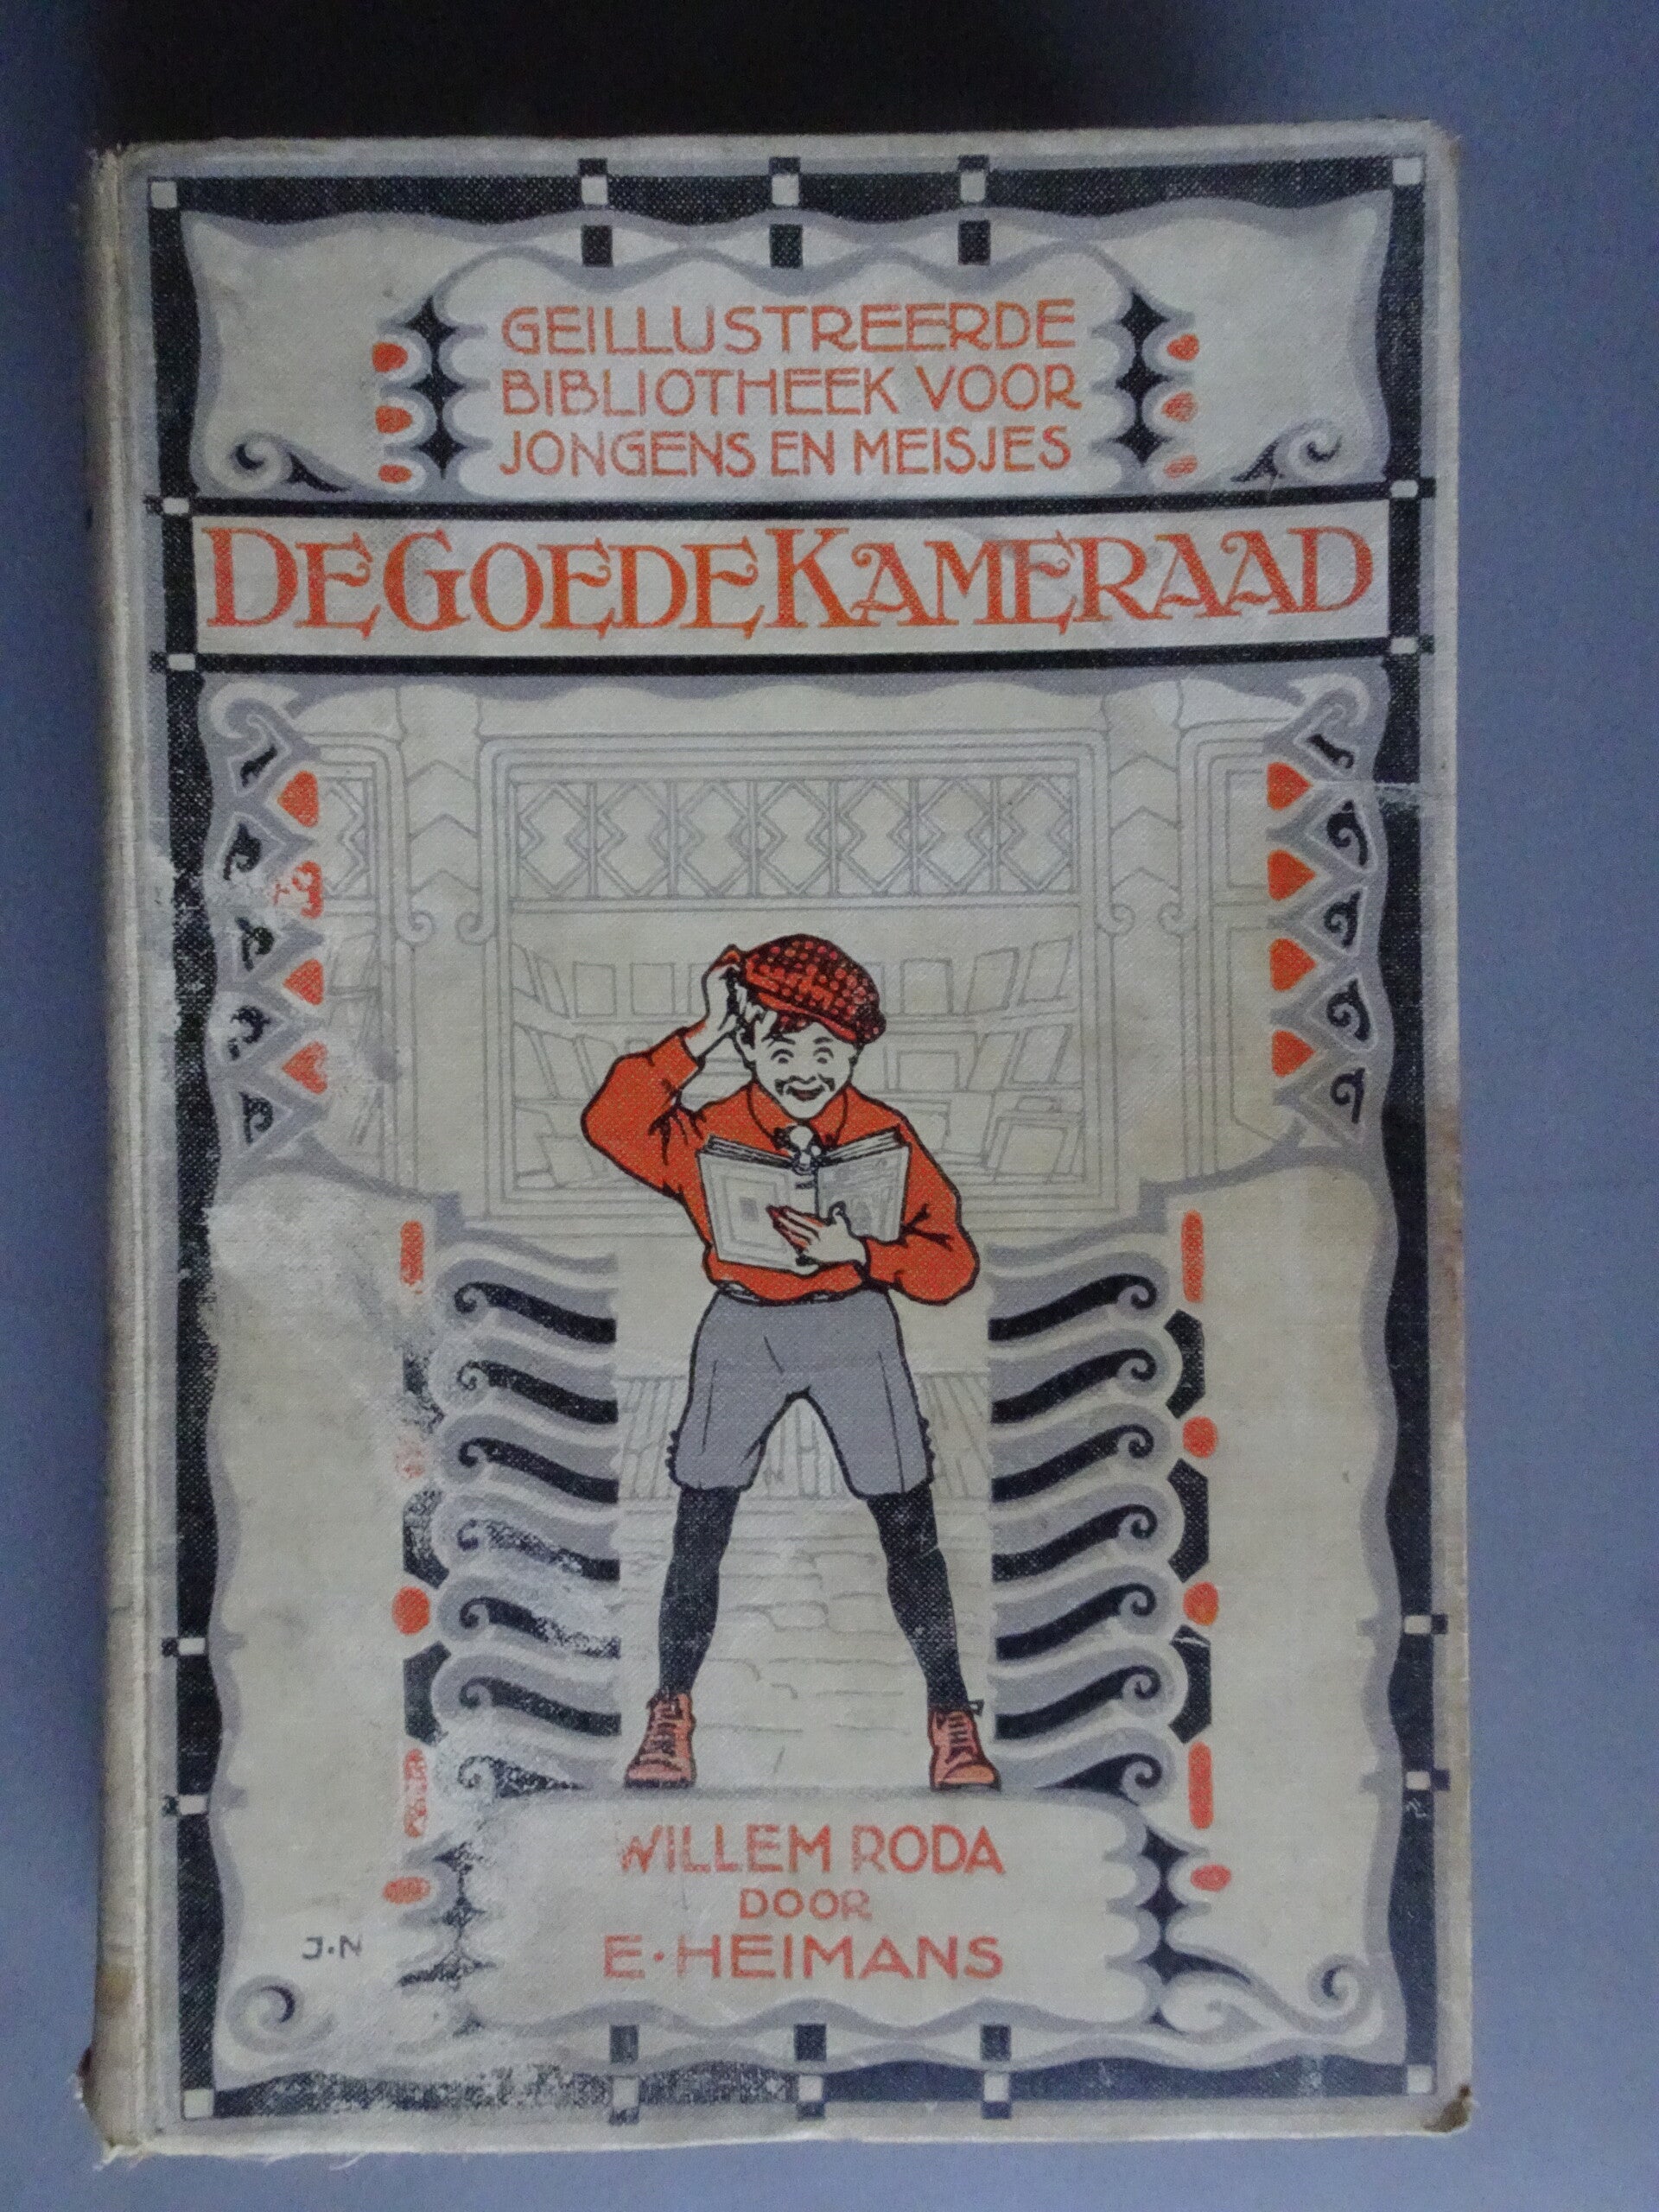 GEILLUSTREERDE
BIBLIOTHEEK VOOR
JONGENS EN MEISJES
DE GOEDE KAMERAAD
WILLEM RODA
DOOR
E. HEIMANS
J.N